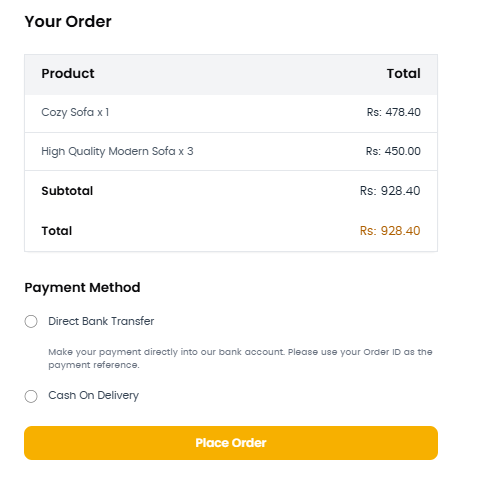 Your Order
Product Total
Cozy Sofa x 1 Rs: 478.40
High Quality Modern Sofa x 3 Rs: 450.00
Subtotal Rs: 928.40
Total Rs: 928.40
Payment Method
Direct Bank Transfer
Make your payment directly into our bank account. Please use your Order ID as the
payment reference.
Cash On Delivery
Place Order